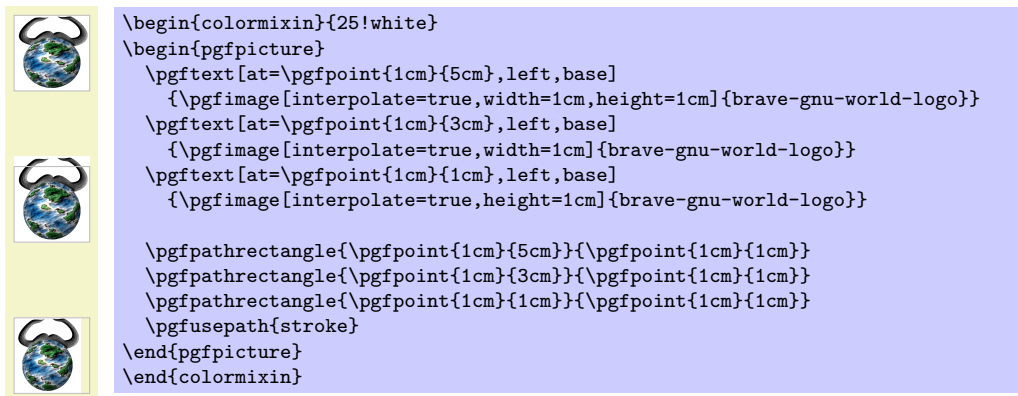 \begin{colormixin}{25!white}
\begin{pgfpicture}
  \pgftext[at=\pgfpoint{1cm}{5cm},left,base]
    {\pgfimage[interpolate=true,width=1cm,height=1cm]{brave-gnu-world-logo}}
  \pgftext[at=\pgfpoint{1cm}{3cm},left,base]
    {\pgfimage[interpolate=true,width=1cm]{brave-gnu-world-logo}}
  \pgftext[at=\pgfpoint{1cm}{1cm},left,base]
    {\pgfimage[interpolate=true,height=1cm]{brave-gnu-world-logo}}

  \pgfpathrectangle{\pgfpoint{1cm}{5cm}}{\pgfpoint{1cm}{1cm}}
  \pgfpathrectangle{\pgfpoint{1cm}{3cm}}{\pgfpoint{1cm}{1cm}}
  \pgfpathrectangle{\pgfpoint{1cm}{1cm}}{\pgfpoint{1cm}{1cm}}
  \pgfusepath{stroke}
\end{pgfpicture}
\end{colormixin}